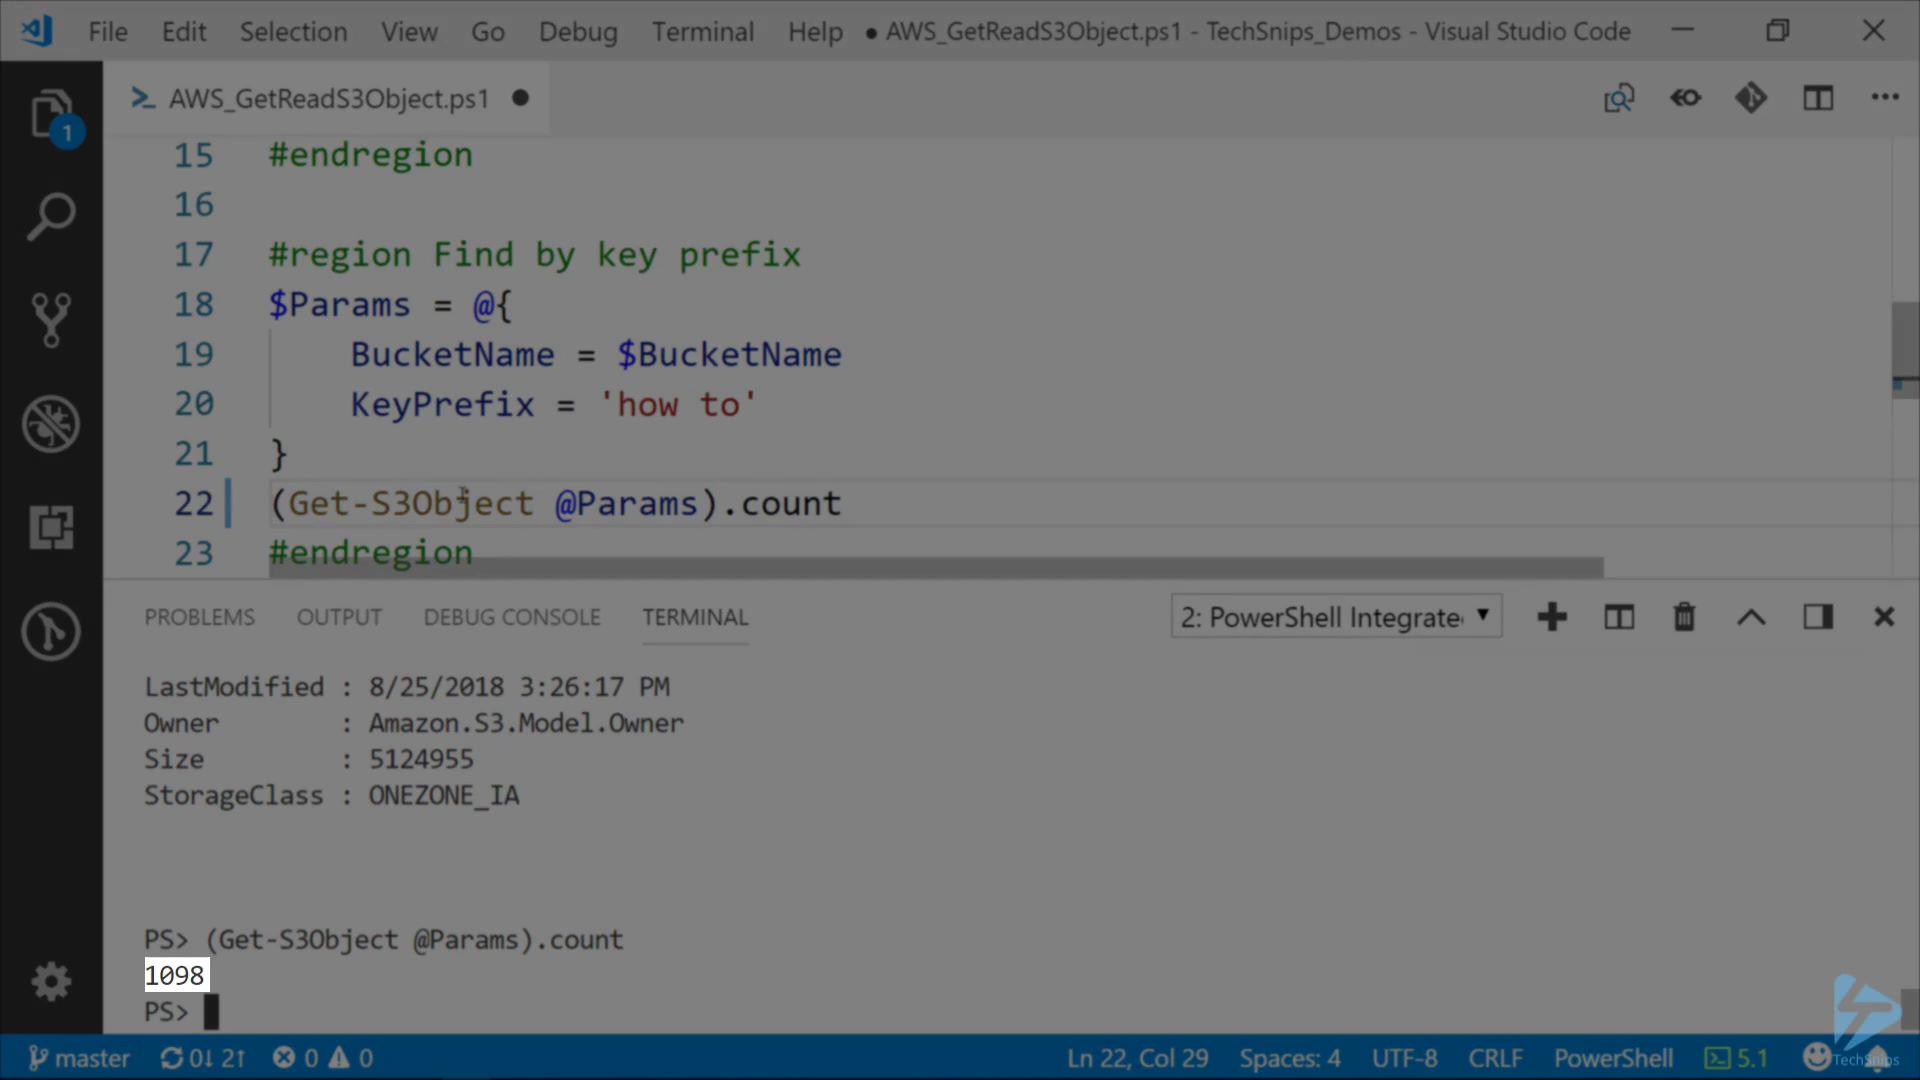 File Edit Selection View Go Debug Terminal Help ● AWS_GetReadS3Object.ps1 - TechSnips_Demos - Visual Studio Code
1
AWS_GetReadS3Object.ps1 ●
15 #endregion
16
17 #region Find by key prefix
18 $Params = @{
19 BucketName = $BucketName
20 KeyPrefix = 'how to'
21 }
22 (Get-S3Object @Params).count
23 #endregion
PROBLEMS OUTPUT DEBUG CONSOLE TERMINAL 2: PowerShell Integrate
LastModified : 8/25/2018 3:26:17 PM
Owner : Amazon.S3.Model.Owner
Size : 5124955
StorageClass : ONEZONE_IA
PS> (Get-S3Object @Params).count
1098
PS>
master 0↓ 2↑ 0 0 Ln 22, Col 29 Spaces: 4 UTF-8 CRLF PowerShell 5.1
TechSnips